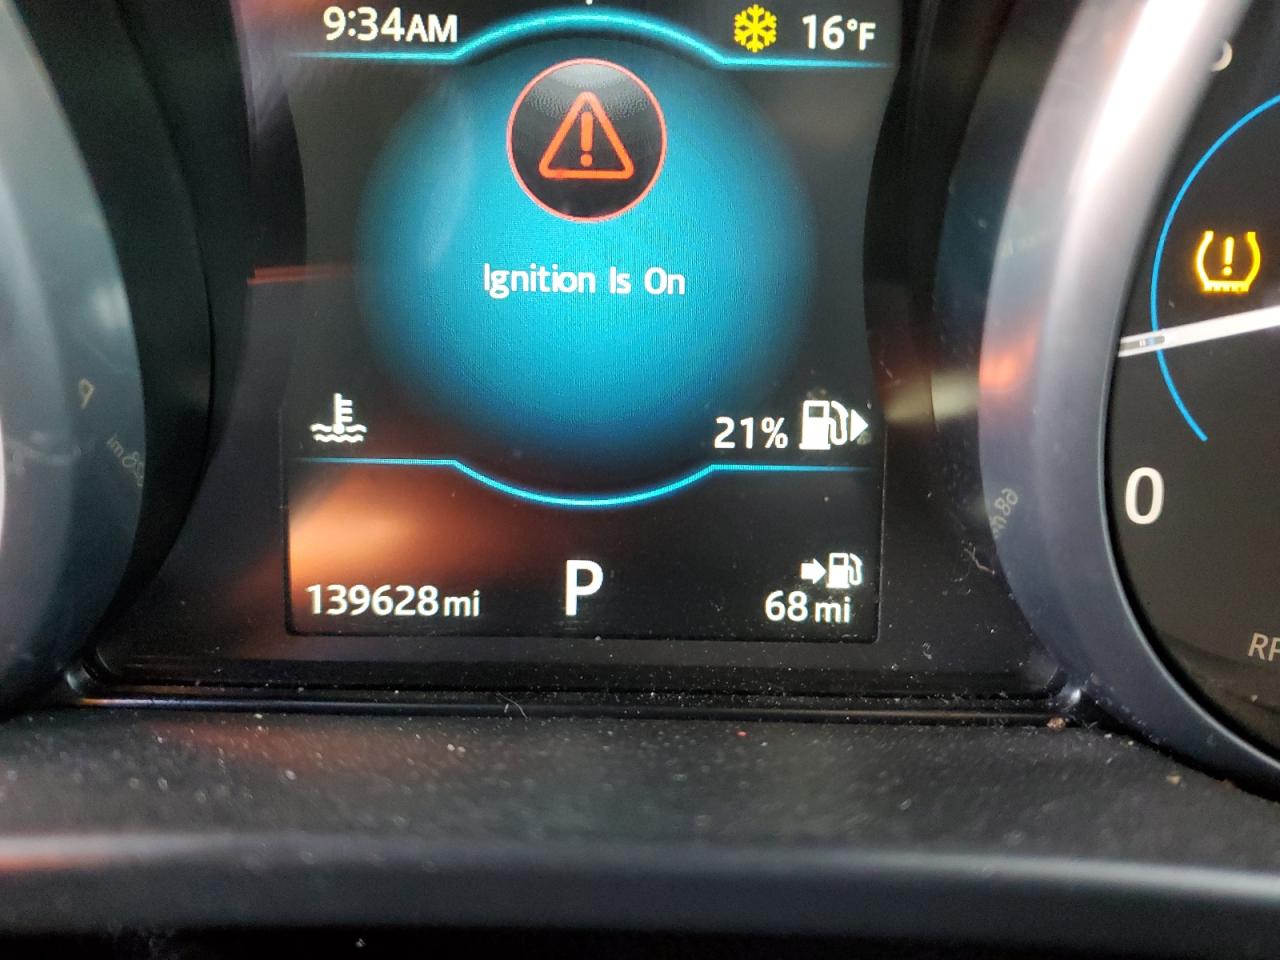 9:34AM 16°F
Ignition Is On
21%
139628mi P 68mi
0